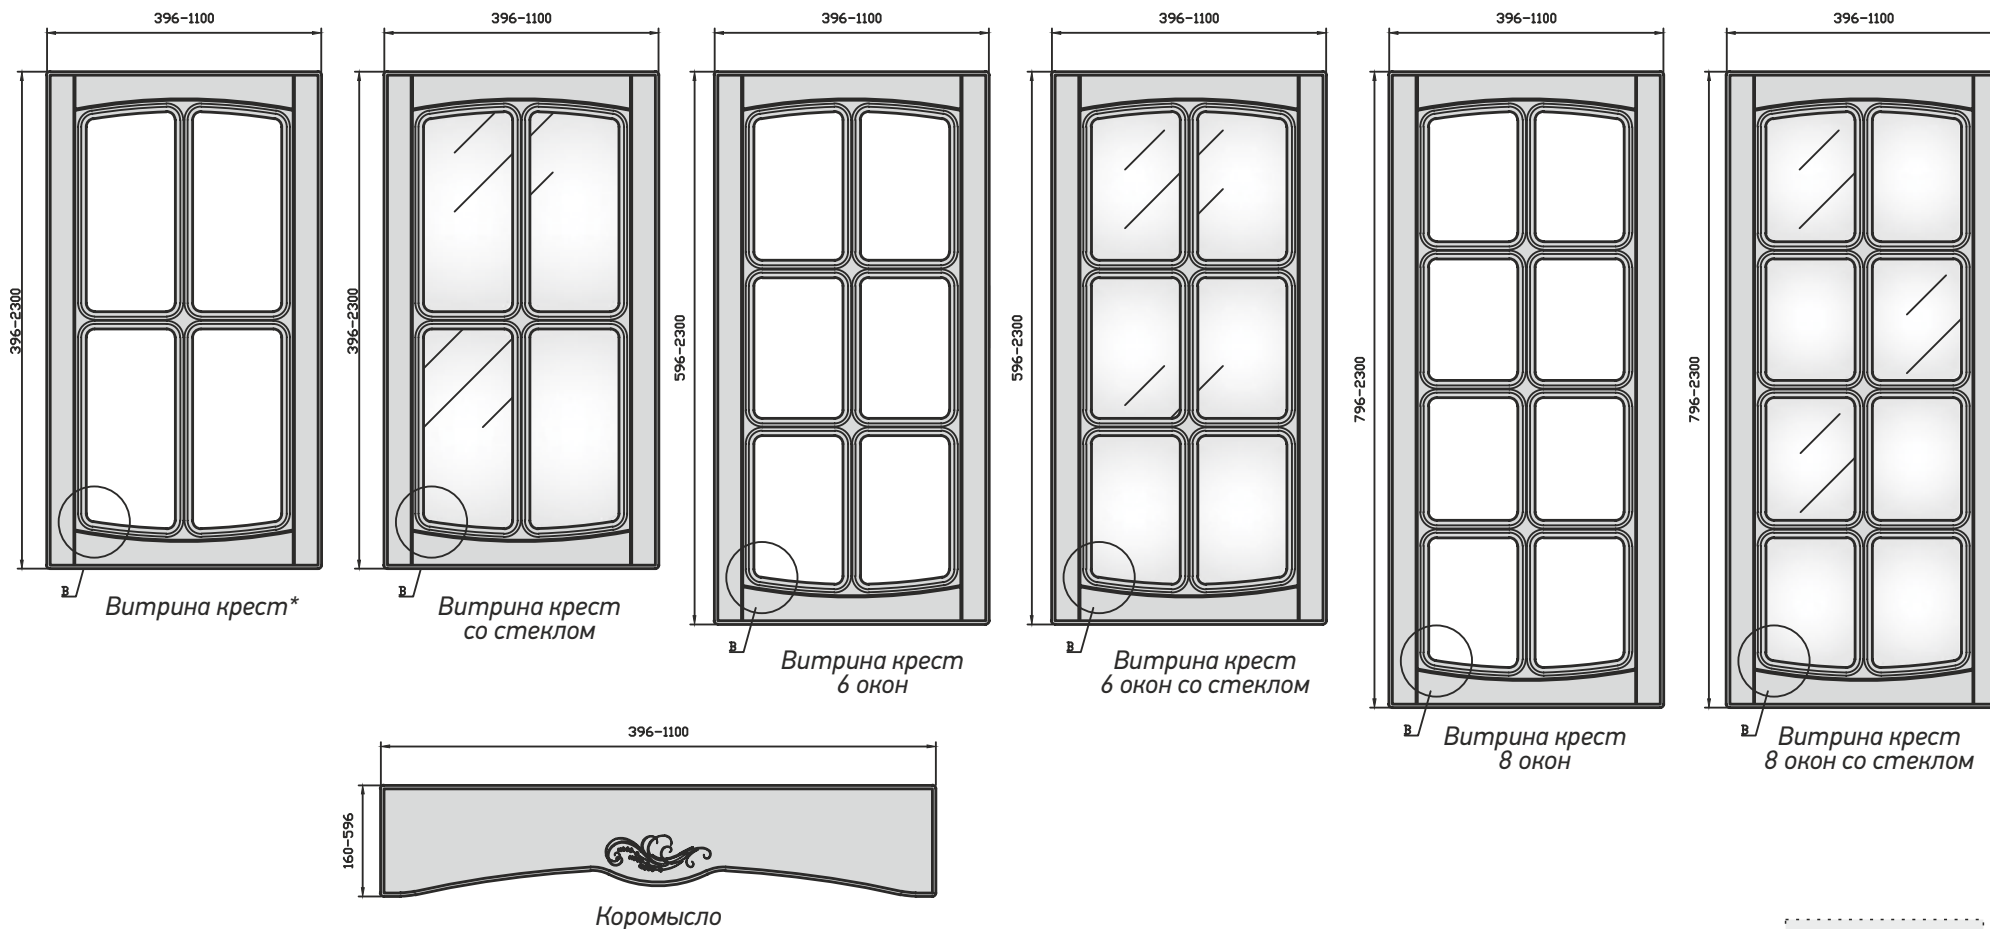 396-1100
396-1100
396-1100
396-1100
396-1100
396-1100
396-2300
396-2300
596-2300
596-2300
796-2300
796-2300
В
Витрина крест*
В
Витрина крест
со стеклом
В
Витрина крест
6 окон
В
Витрина крест
6 окон со стеклом
В
Витрина крест
8 окон
В
Витрина крест
8 окон со стеклом
396-1100
160-596
Коромысло